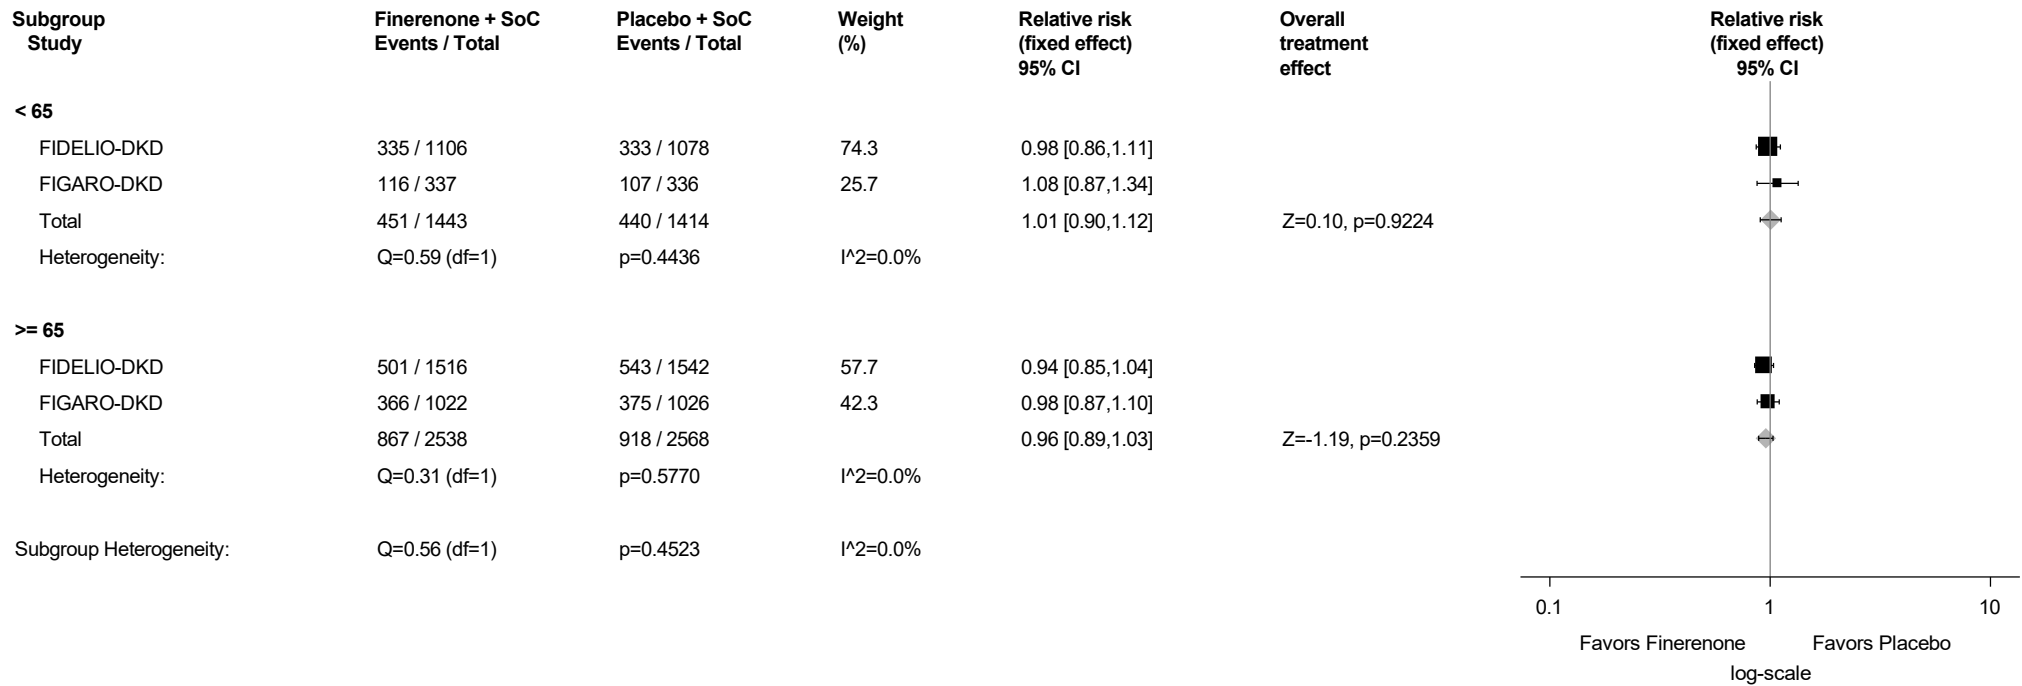 Subgroup Finerenone + SoC Placebo + SoC Weight Relative risk Overall Relative risk
Study Events / Total Events / Total (%) (fixed effect) treatment (fixed effect)
95% CI effect 95% CI
< 65
FIDELIO-DKD 335 / 1106 333 / 1078 74.3 0.98 [0.86,1.11]
FIGARO-DKD 116 / 337 107 / 336 25.7 1.08 [0.87,1.34]
Total 451 / 1443 440 / 1414 1.01 [0.90,1.12] Z=0.10, p=0.9224
Heterogeneity: Q=0.59 (df=1) p=0.4436 I^2=0.0%
>= 65
FIDELIO-DKD 501 / 1516 543 / 1542 57.7 0.94 [0.85,1.04]
FIGARO-DKD 366 / 1022 375 / 1026 42.3 0.98 [0.87,1.10]
Total 867 / 2538 918 / 2568 0.96 [0.89,1.03] Z=-1.19, p=0.2359
Heterogeneity: Q=0.31 (df=1) p=0.5770 I^2=0.0%
Subgroup Heterogeneity: Q=0.56 (df=1) p=0.4523 I^2=0.0%
0.1 1 10
Favors Finerenone Favors Placebo
log-scale